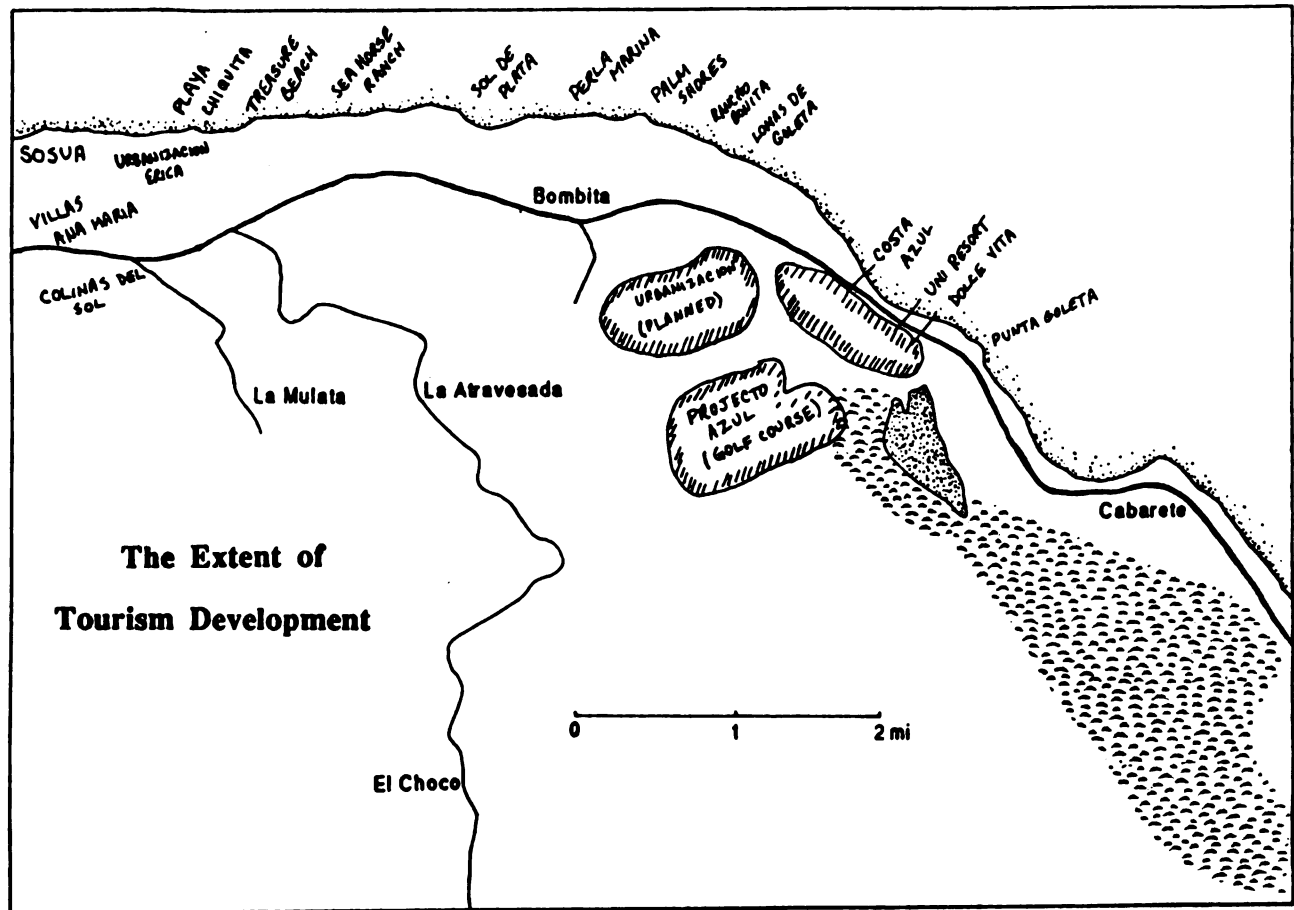 PLAYA
CHIQUITA
TREASURE
BEACH
SEA HORSE
RANCH
SOL DE
PLATA
PERLA
MARINA
PALM
SADRES
RANCHO
BONITA
LOMAS DE
GOLETA
SOSUA
URBANIZACION
ERICA
VILLAS
ANA MARIA
COLINAS DEL
SOL
Bombita
COSTA
AZUL
UNI RESORT
DOLCE VITA
PUNTA GOLETA
URBANIZACION
(PLANNED)
La Mulata
La Atravesada
PROJECTO
AZUL
(GOLF COURSE)
Cabarete
The Extent of
Tourism Development
0 1 2 mi
El Choco